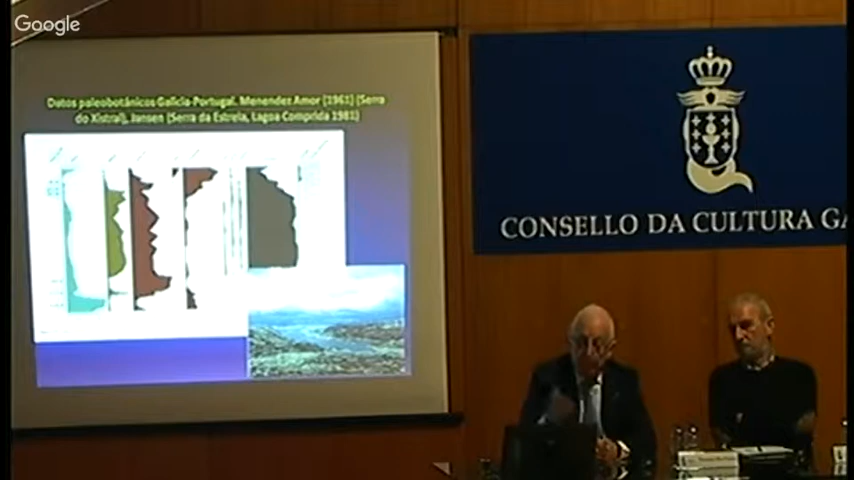 Google
Datos paleobotánicos Galicia-Portugal. Menendez Amor (1961) (Serra
do Xistral), Jansen (Serra da Estrela, Lagoa Comprida 1981)
CONSELLO DA CULTURA GA